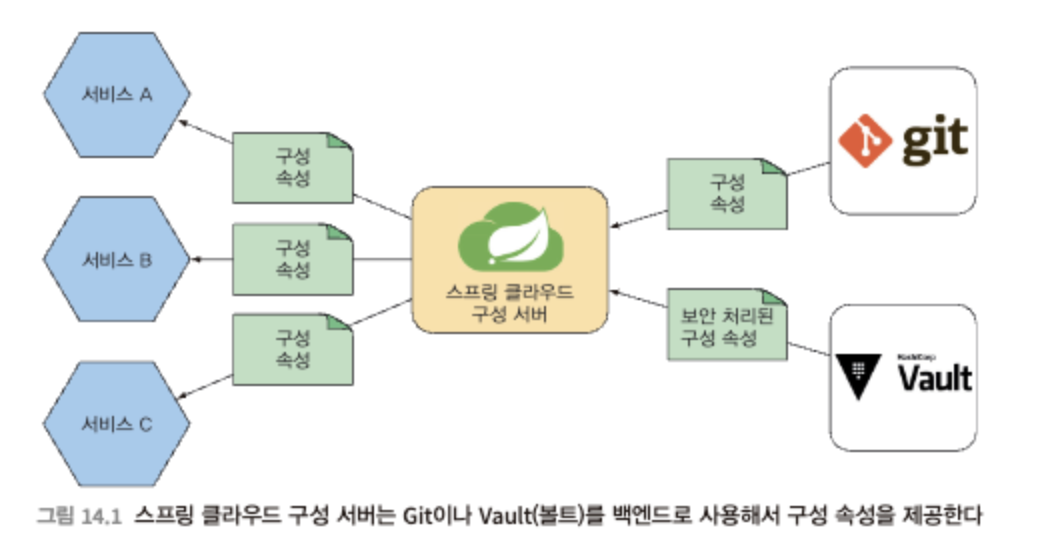 서비스 A
구성
속성
서비스 B
구성
속성
서비스 C
구성
속성
스프링 클라우드
구성 서버
구성
속성
git
보안 처리된
구성 속성
HashiCorp
Vault
그림 14.1 스프링 클라우드 구성 서버는 Git이나 Vault(볼트)를 백엔드로 사용해서 구성 속성을 제공한다